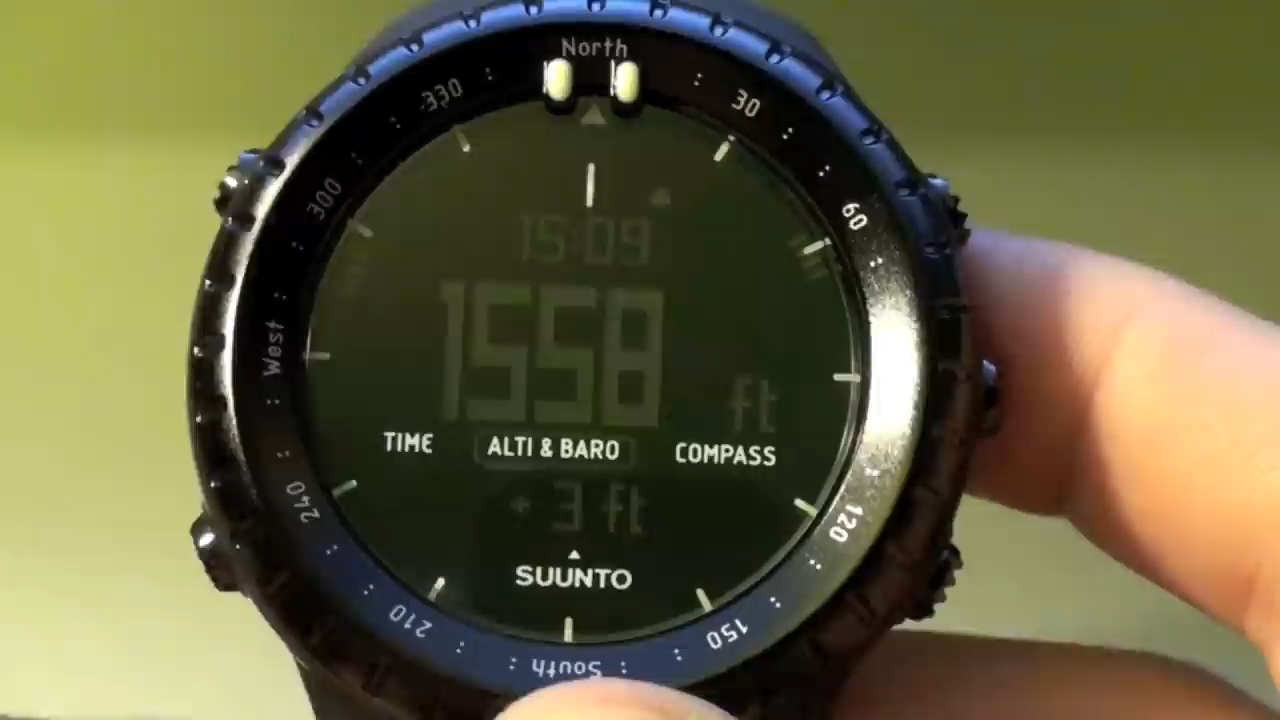 North
330
30
300
60
15:09
West
1558
ft
TIME
ALTI & BARO
COMPASS
240
+3 ft
120
SUUNTO
210
150
South